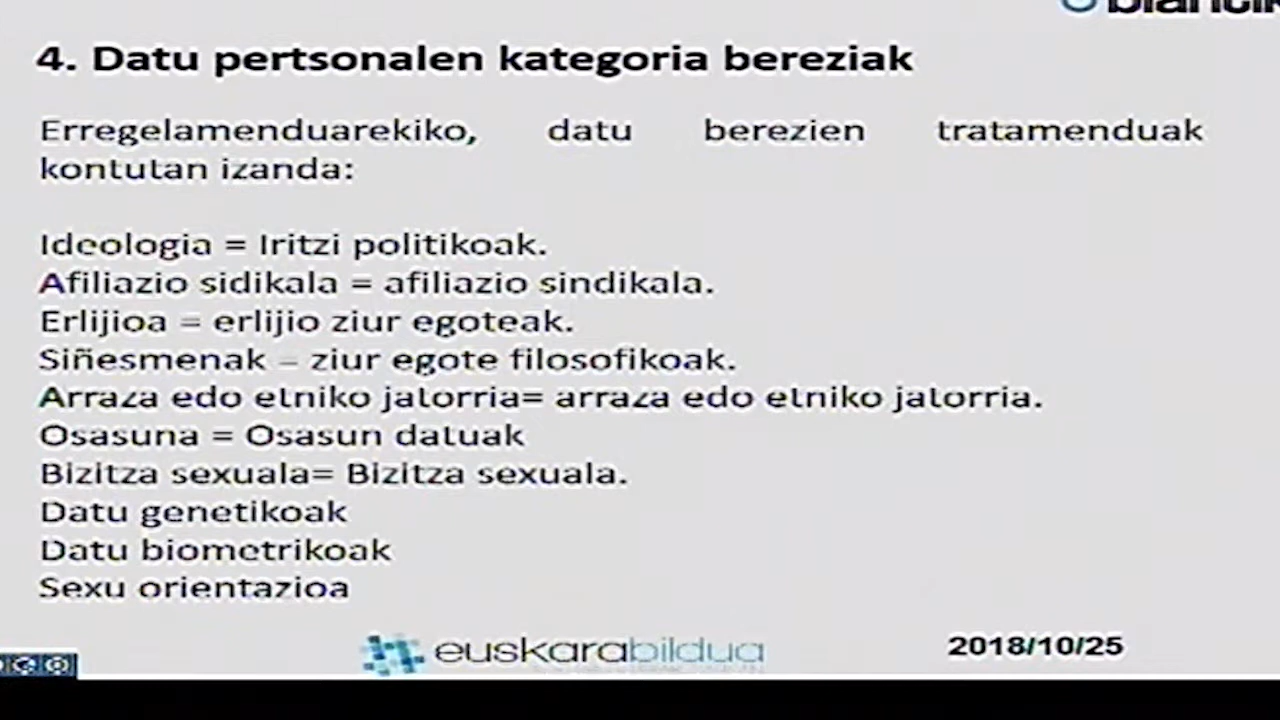 4. Datu pertsonalen kategoria bereziak
Erregelamenduarekiko, datu berezien tratamenduak
kontutan izanda:
Ideologia = Iritzi politikoak.
Afiliazio sidikala = afiliazio sindikala.
Erlijioa = erlijio ziur egoteak.
Siñesmenak = ziur egote filosofikoak.
Arraza edo etniko jatorria= arraza edo etniko jatorria.
Osasuna = Osasun datuak
Bizitza sexuala= Bizitza sexuala.
Datu genetikoak
Datu biometrikoak
Sexu orientazioa
euskarabildua
2018/10/25